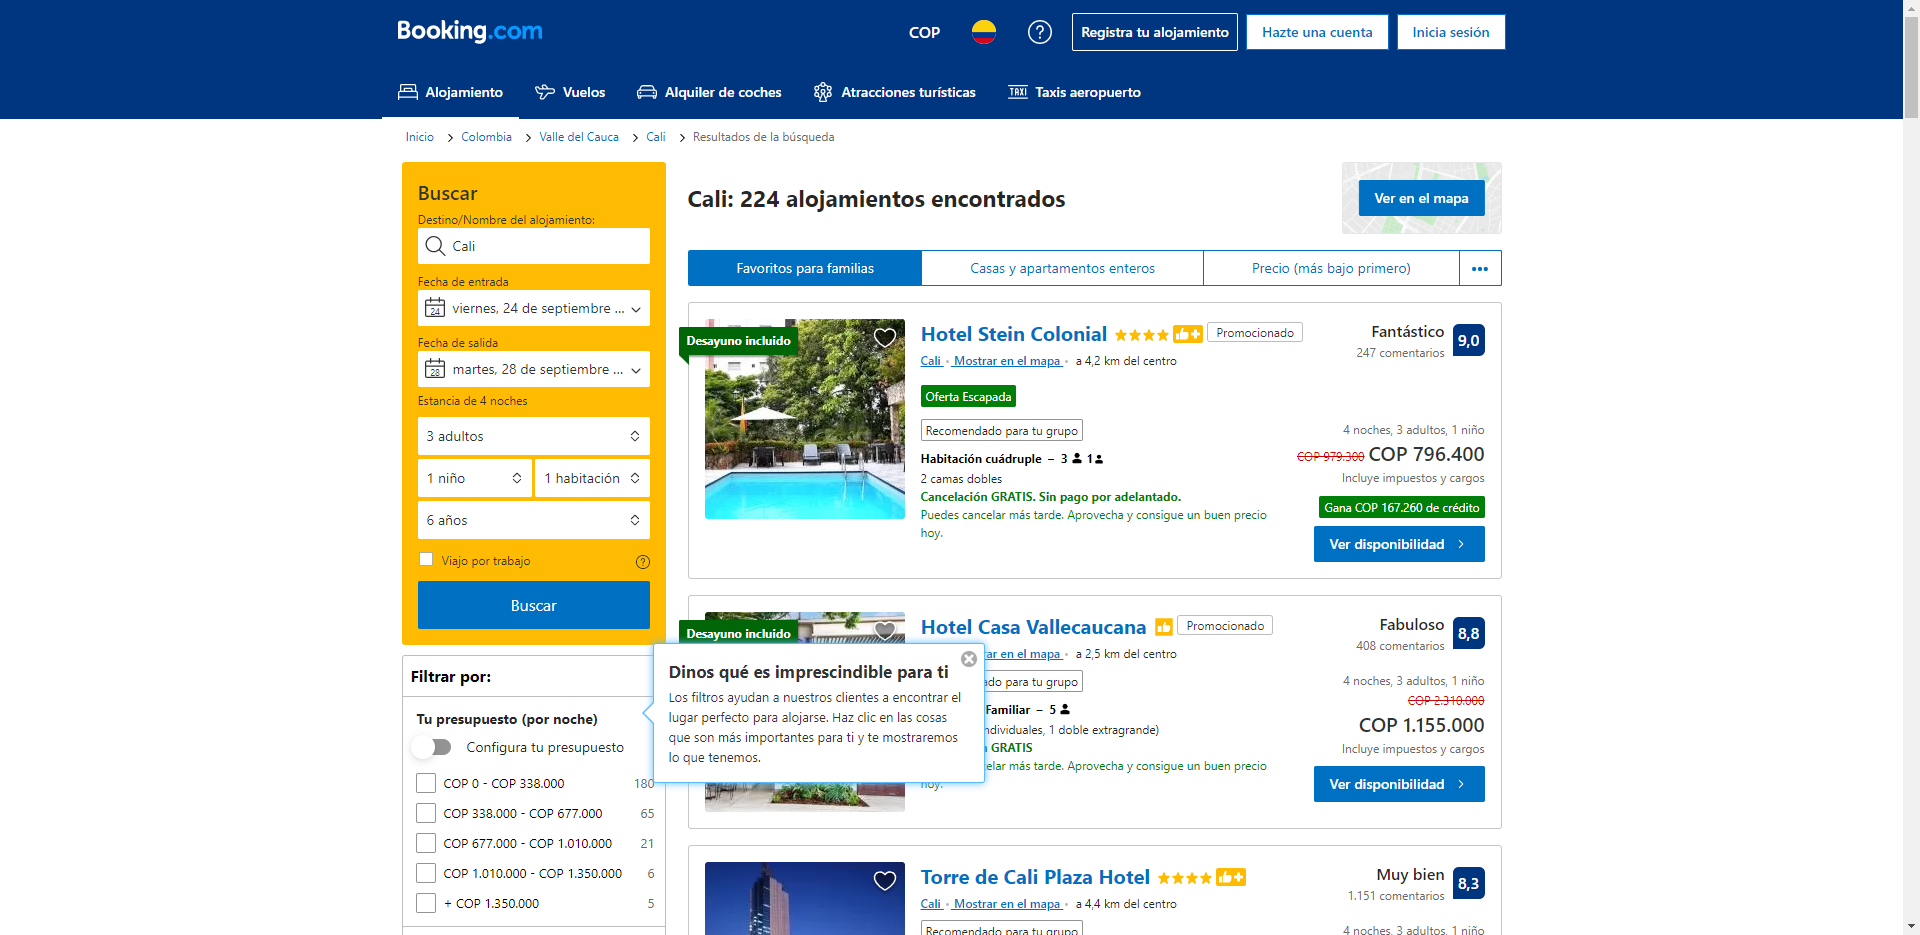 Booking.com
COP
Registra tu alojamiento
Hazte una cuenta
Inicia sesión
Alojamiento
Vuelos
Alquiler de coches
Atracciones turísticas
TAXI Taxis aeropuerto
Inicio > Colombia > Valle del Cauca > Cali > Resultados de la búsqueda
Buscar
Destino/Nombre del alojamiento:
Cali
Fecha de entrada
24 viernes, 24 de septiembre ...
Fecha de salida
28 martes, 28 de septiembre ...
Estancia de 4 noches
3 adultos
1 niño
1 habitación
6 años
Viajo por trabajo
Buscar
Filtrar por:
Tu presupuesto (por noche)
Configura tu presupuesto
COP 0 - COP 338.000 180
COP 338.000 - COP 677.000 65
COP 677.000 - COP 1.010.000 21
COP 1.010.000 - COP 1.350.000 6
+ COP 1.350.000 5
Dinos qué es imprescindible para ti
Los filtros ayudan a nuestros clientes a encontrar el
lugar perfecto para alojarse. Haz clic en las cosas
que son más importantes para ti y te mostraremos
lo que tenemos.
Cali: 224 alojamientos encontrados
Ver en el mapa
Favoritos para familias
Casas y apartamentos enteros
Precio (más bajo primero)
Desayuno incluido
Hotel Stein Colonial
Promocionado
Cali • Mostrar en el mapa • a 4,2 km del centro
Oferta Escapada
Recomendado para tu grupo
Habitación cuádruple – 3 1
2 camas dobles
Cancelación GRATIS. Sin pago por adelantado.
Puedes cancelar más tarde. Aprovecha y consigue un buen precio
hoy.
Fantástico
247 comentarios
9,0
4 noches, 3 adultos, 1 niño
COP 979.300 COP 796.400
Incluye impuestos y cargos
Gana COP 167.260 de crédito
Ver disponibilidad
Desayuno incluido
Hotel Casa Vallecaucana
Promocionado
rar en el mapa • a 2,5 km del centro
ado para tu grupo
Familiar – 5
ndividuales, 1 doble extragrande)
GRATIS
elar más tarde. Aprovecha y consigue un buen precio
hoy.
Fabuloso
408 comentarios
8,8
4 noches, 3 adultos, 1 niño
COP 2.310.000
COP 1.155.000
Incluye impuestos y cargos
Ver disponibilidad
Torre de Cali Plaza Hotel
Cali • Mostrar en el mapa • a 4,4 km del centro
Recomendado para tu grupo
Muy bien
1.151 comentarios
8,3
4 noches, 3 adultos, 1 niño